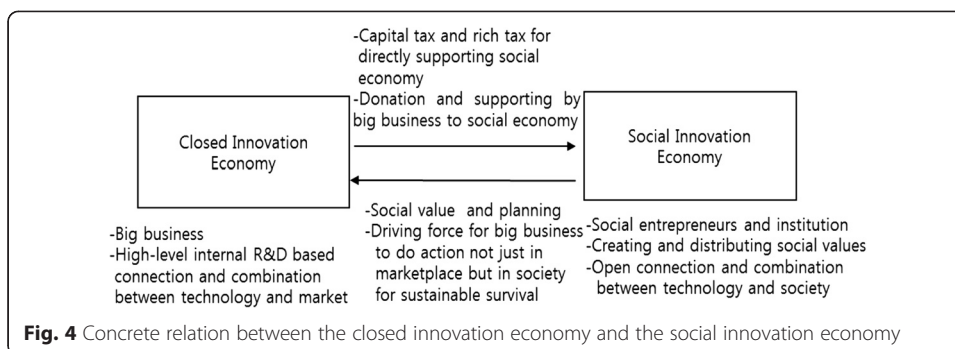 -Capital tax and rich tax for
directly supporting social
economy
-Donation and supporting by
big business to social economy
Closed Innovation
Economy
Social Innovation
Economy
-Big business
-High-level internal R&D based
connection and combination
between technology and market
-Social value and planning
-Driving force for big business
to do action not just in
marketplace but in society
for sustainable survival
-Social entrepreneurs and institution
-Creating and distributing social values
-Open connection and combination
between technology and society
Fig. 4 Concrete relation between the closed innovation economy and the social innovation economy